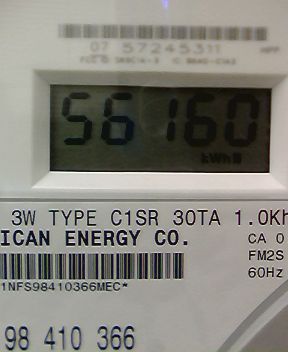 07 57245311
56160
kWh
3W TYPE C1SR 30TA 1.0Kh
ICAN ENERGY CO.
CA 0
FM2S
60Hz
1NFS98410366MEC*
98 410 366